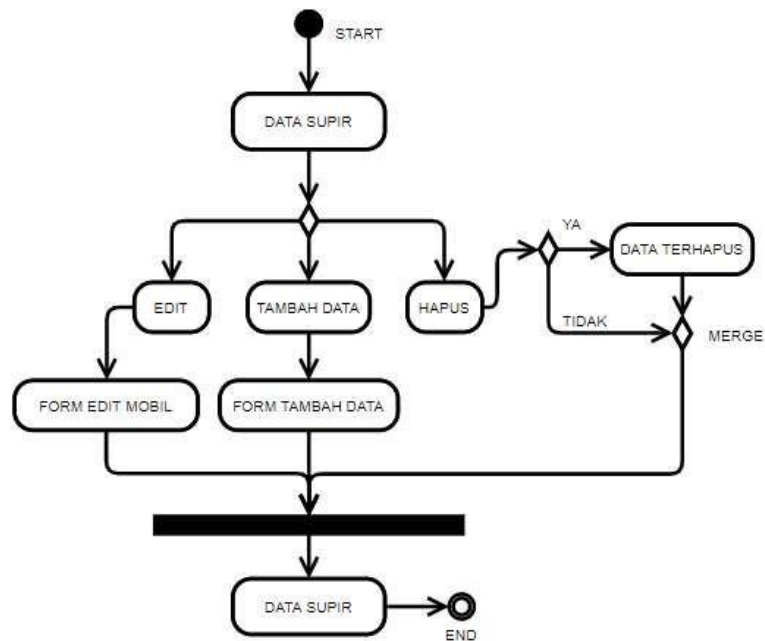 START
DATA SUPIR
YA
DATA TERHAPUS
EDIT
TAMBAH DATA
HAPUS
TIDAK
MERGE
FORM EDIT MOBIL
FORM TAMBAH DATA
DATA SUPIR
END